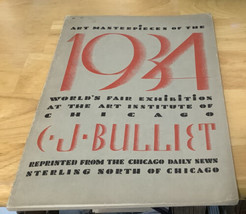 ART MASTERPIECES OF THE
1934
WORLD'S FAIR EXHIBITION
AT THE ART INSTITUTE OF
CHICAGO
C·J·BULLIET
REPRINTED FROM THE CHICAGO DAILY NEWS
STERLING NORTH OF CHICAGO